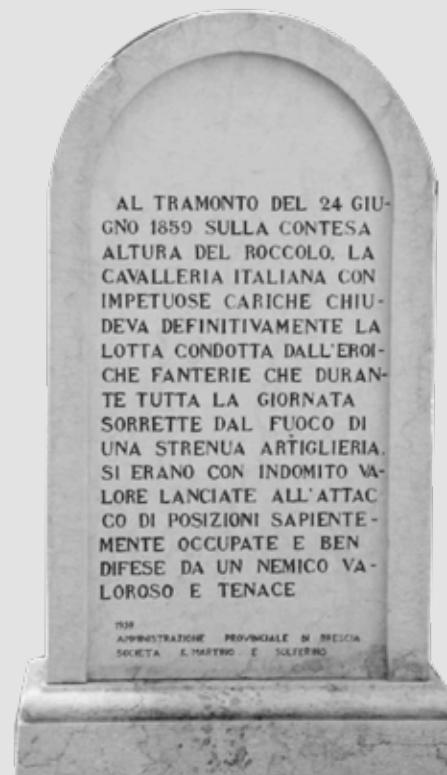 AL TRAMONTO DEL 24 GIU-
GNO 1859 SULLA CONTESA
ALTURA DEL ROCCOLO, LA
CAVALLERIA ITALIANA CON
IMPETUOSE CARICHE CHIU-
DEVA DEFINITIVAMENTE LA
LOTTA CONDOTTA DALL'EROI-
CHE FANTERIE CHE DURAN-
TE TUTTA LA GIORNATA
SORRETTE DAL FUOCO DI
UNA STRENUA ARTIGLIERIA,
SI ERANO CON INDOMITO VA-
LORE LANCIATE ALL'ATTAC
CO DI POSIZIONI SAPIENTE-
MENTE OCCUPATE E BEN
DIFESE DA UN NEMICO VA-
LOROSO E TENACE
1939
AMMINISTRAZIONE PROVINCIALE DI BRESCIA
SOCIETA S. MARTINO E SOLFERINO